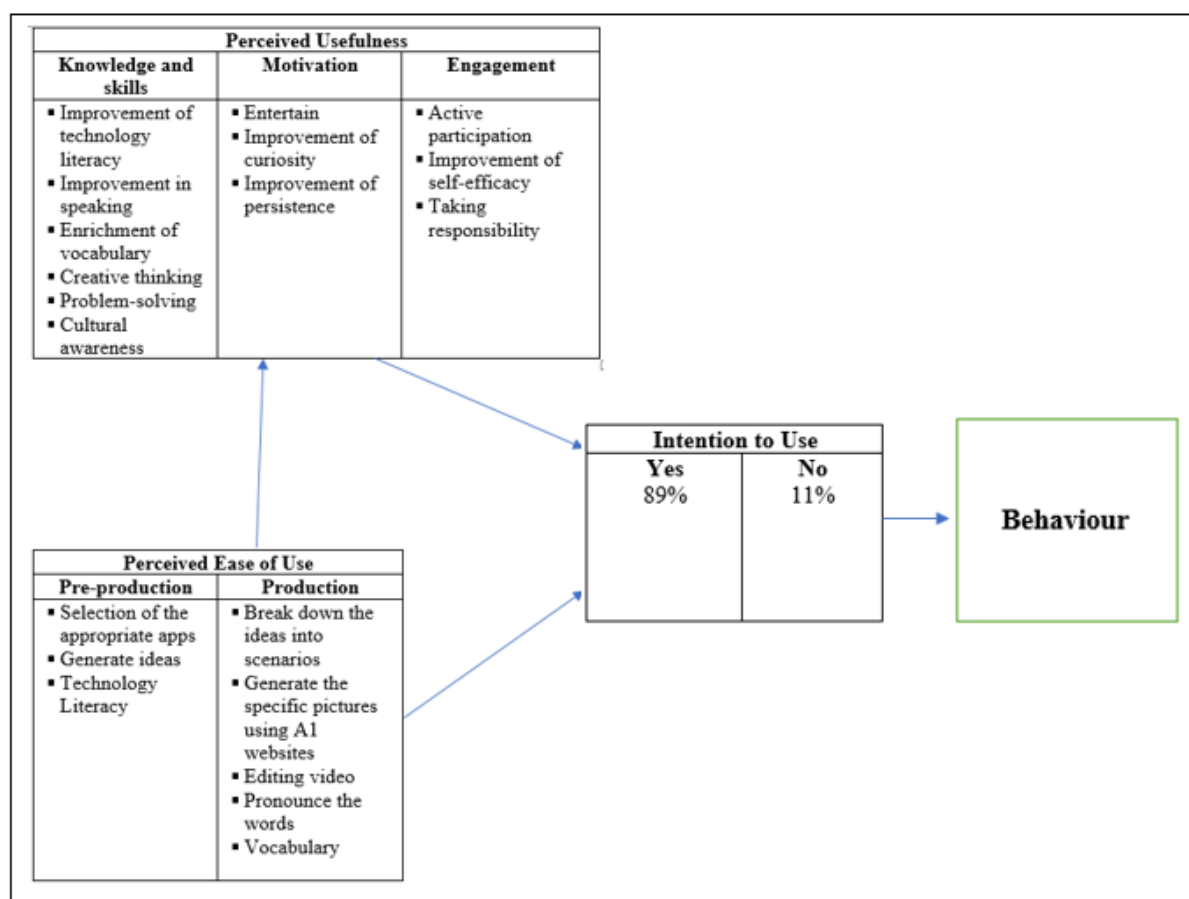 Perceived Usefulness
Knowledge and
skills
▪ Improvement of
technology
literacy
▪ Improvement in
speaking
▪ Enrichment of
vocabulary
▪ Creative thinking
▪ Problem-solving
▪ Cultural
awareness
Motivation
▪ Entertain
▪ Improvement of
curiosity
▪ Improvement of
persistence
Engagement
▪ Active
participation
▪ Improvement of
self-efficacy
▪ Taking
responsibility
Intention to Use
Yes
89%
No
11%
Behaviour
Perceived Ease of Use
Pre-production
▪ Selection of the
appropriate apps
▪ Generate ideas
▪ Technology
Literacy
Production
▪ Break down the
ideas into
scenarios
▪ Generate the
specific pictures
using A1
websites
▪ Editing video
▪ Pronounce the
words
▪ Vocabulary